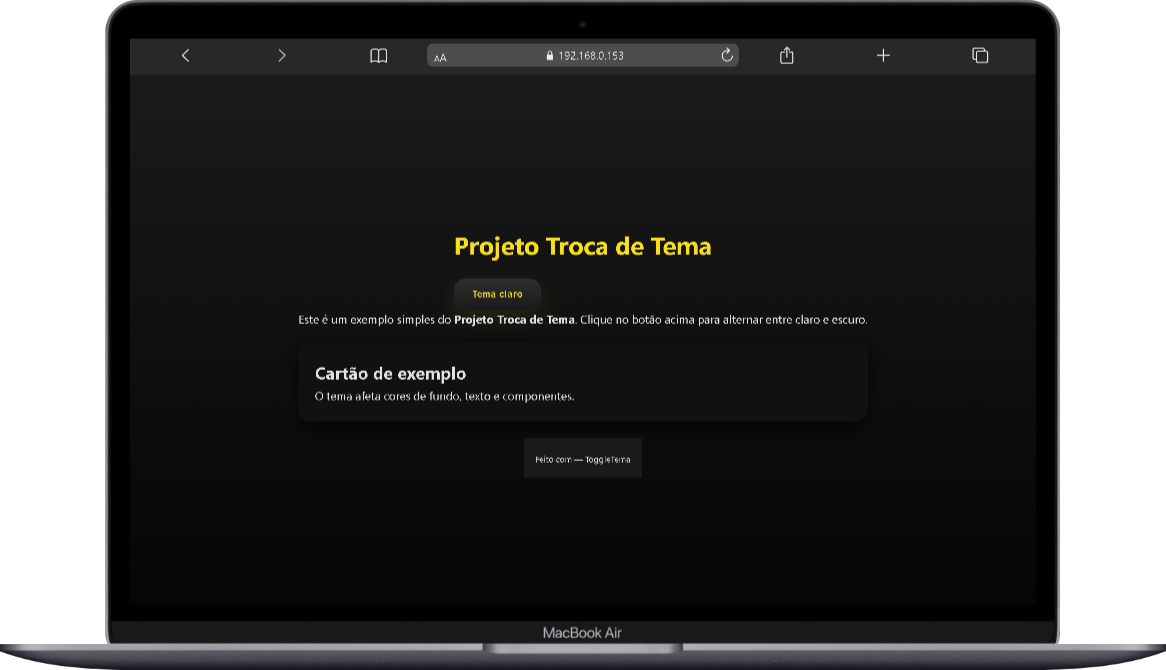 AA 192.168.0.153
Projeto Troca de Tema
Tema claro
Este é um exemplo simples do Projeto Troca de Tema. Clique no botão acima para alternar entre claro e escuro.
Cartão de exemplo
O tema afeta cores de fundo, texto e componentes.
Feito com — ToggleTema
MacBook Air